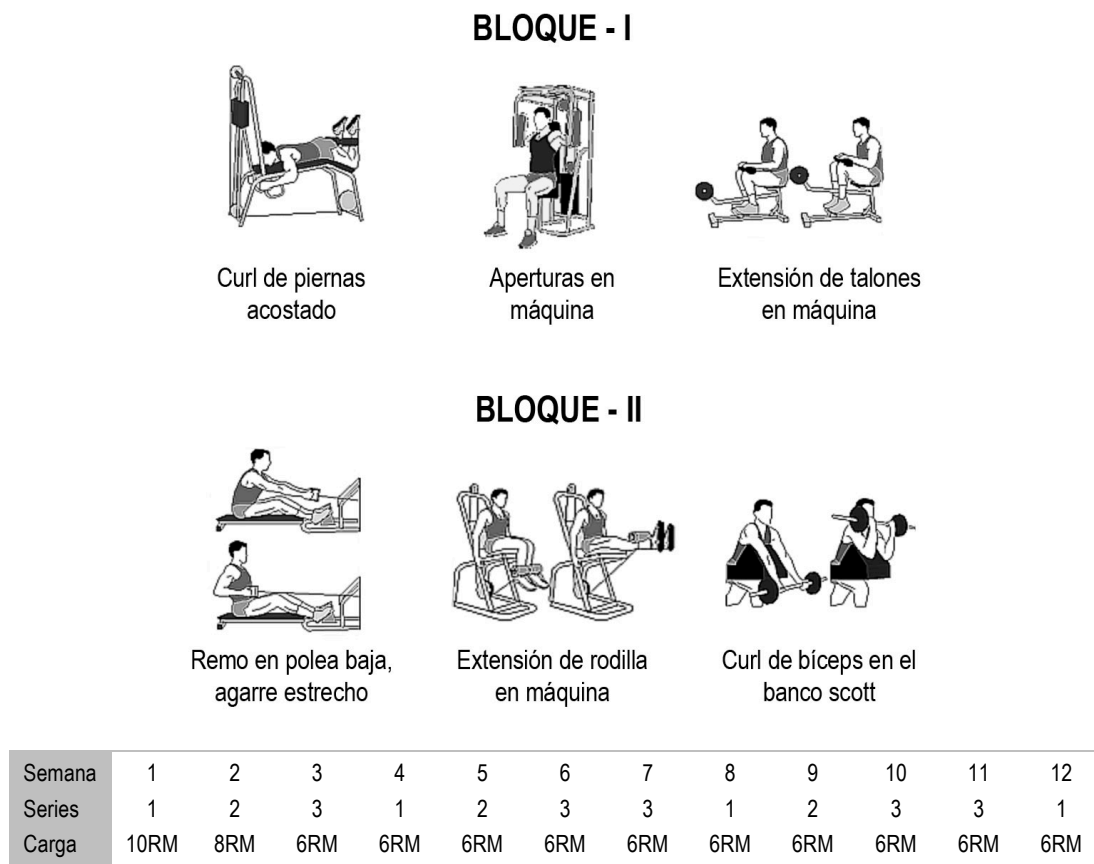 BLOQUE - I
Curl de piernas
acostado
Aperturas en
máquina
Extensión de talones
en máquina
BLOQUE - II
Remo en polea baja,
agarre estrecho
Extensión de rodilla
en máquina
Curl de bíceps en el
banco scott
Semana 1 2 3 4 5 6 7 8 9 10 11 12
Series 1 2 3 1 2 3 3 1 2 3 3 1
Carga 10RM 8RM 6RM 6RM 6RM 6RM 6RM 6RM 6RM 6RM 6RM 6RM